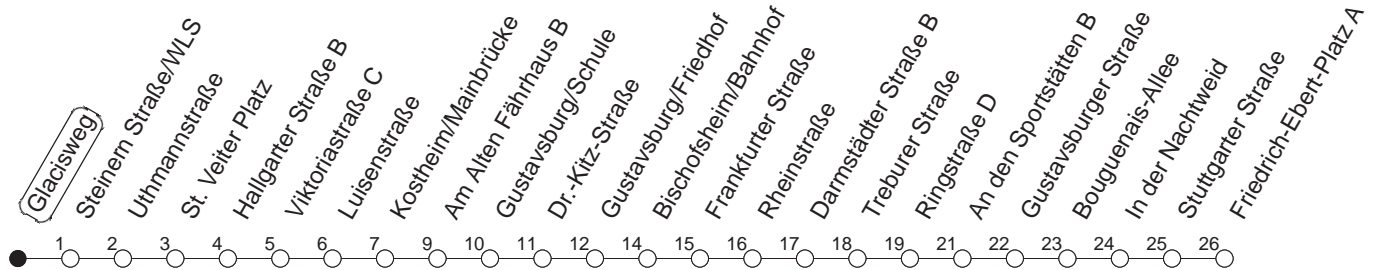 Glacisweg
Steinern Straße/WLS
Uthmannstraße
St. Veiter Platz
Hallgarter Straße B
Viktoriastraße C
Luisenstraße
Kostheim/Mainbrücke
Am Alten Fährhaus B
Gustavsburg/Schule
Dr.-Kitz-Straße
Gustavsburg/Friedhof
Bischofsheim/Bahnhof
Frankfurter Straße
Rheinstraße
Darmstädter Straße B
Treburer Straße
Ringstraße D
An den Sportstätten B
Gustavsburger Straße
Bouguenais-Allee
In der Nachtweid
Stuttgarter Straße
Friedrich-Ebert-Platz A
1 2 3 4 5 6 7 9 10 11 12 14 15 16 17 18 19 21 22 23 24 25 26